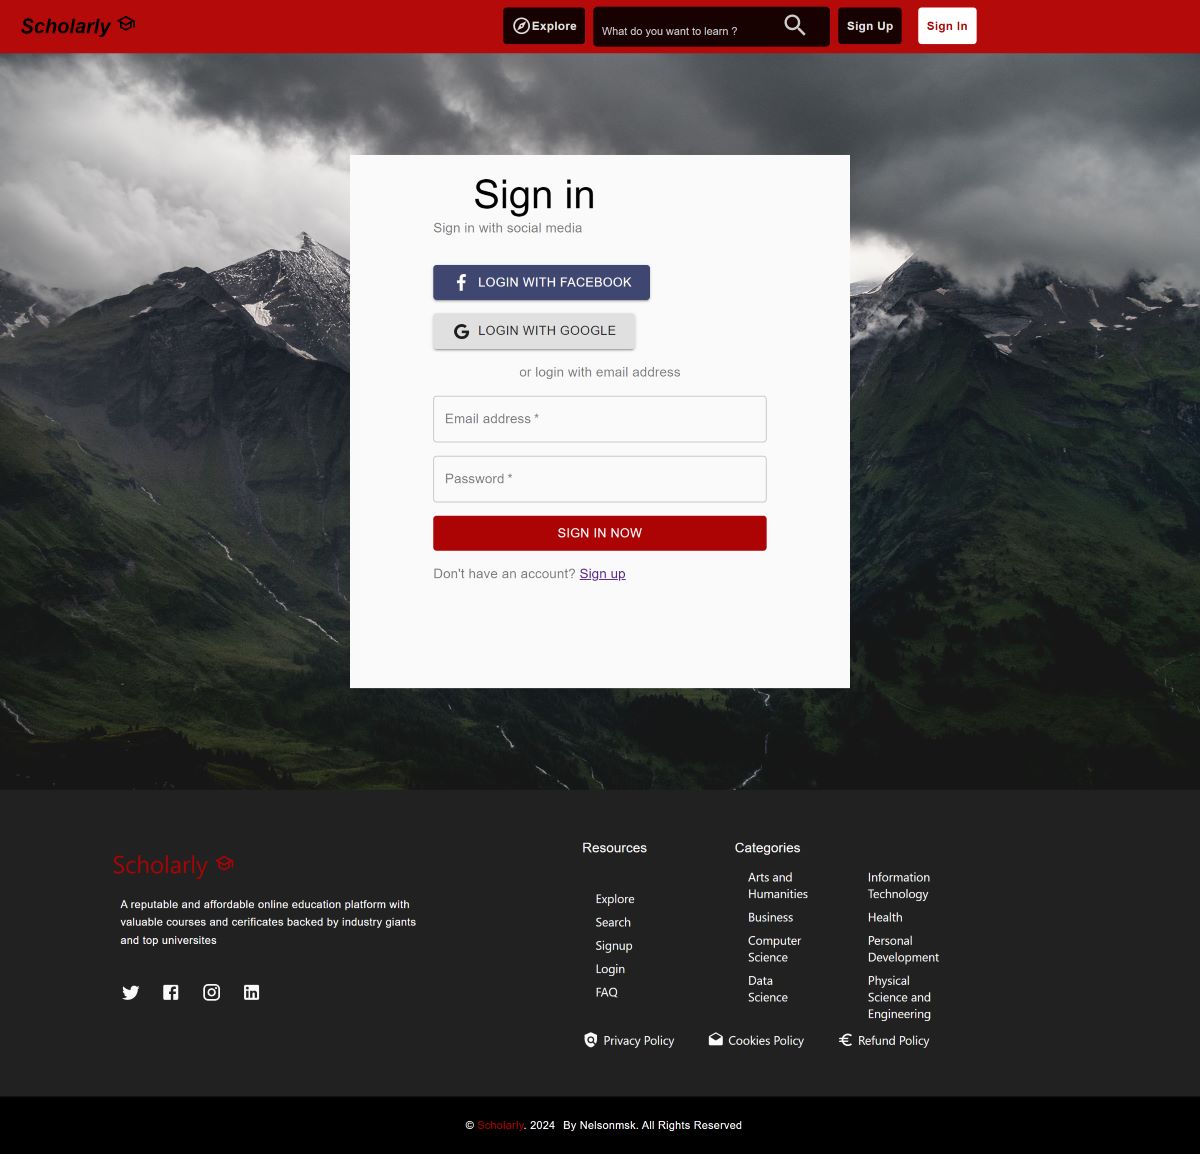 Scholarly
Explore
What do you want to learn ?
Sign Up
Sign In
Sign in
Sign in with social media
LOGIN WITH FACEBOOK
LOGIN WITH GOOGLE
or login with email address
Email address *
Password *
SIGN IN NOW
Don't have an account? Sign up
Scholarly
A reputable and affordable online education platform with
valuable courses and cerificates backed by industry giants
and top universites
Resources
Explore
Search
Signup
Login
FAQ
Categories
Arts and
Humanities
Business
Computer
Science
Data
Science
Information
Technology
Health
Personal
Development
Physical
Science and
Engineering
Privacy Policy
Cookies Policy
Refund Policy
© Scholarly. 2024 By Nelsonmsk. All Rights Reserved